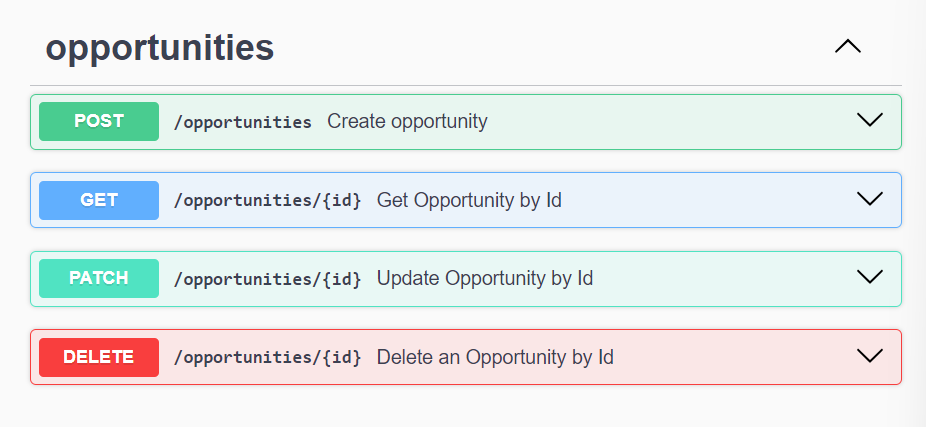 opportunities
POST /opportunities Create opportunity
GET /opportunities/{id} Get Opportunity by Id
PATCH /opportunities/{id} Update Opportunity by Id
DELETE /opportunities/{id} Delete an Opportunity by Id